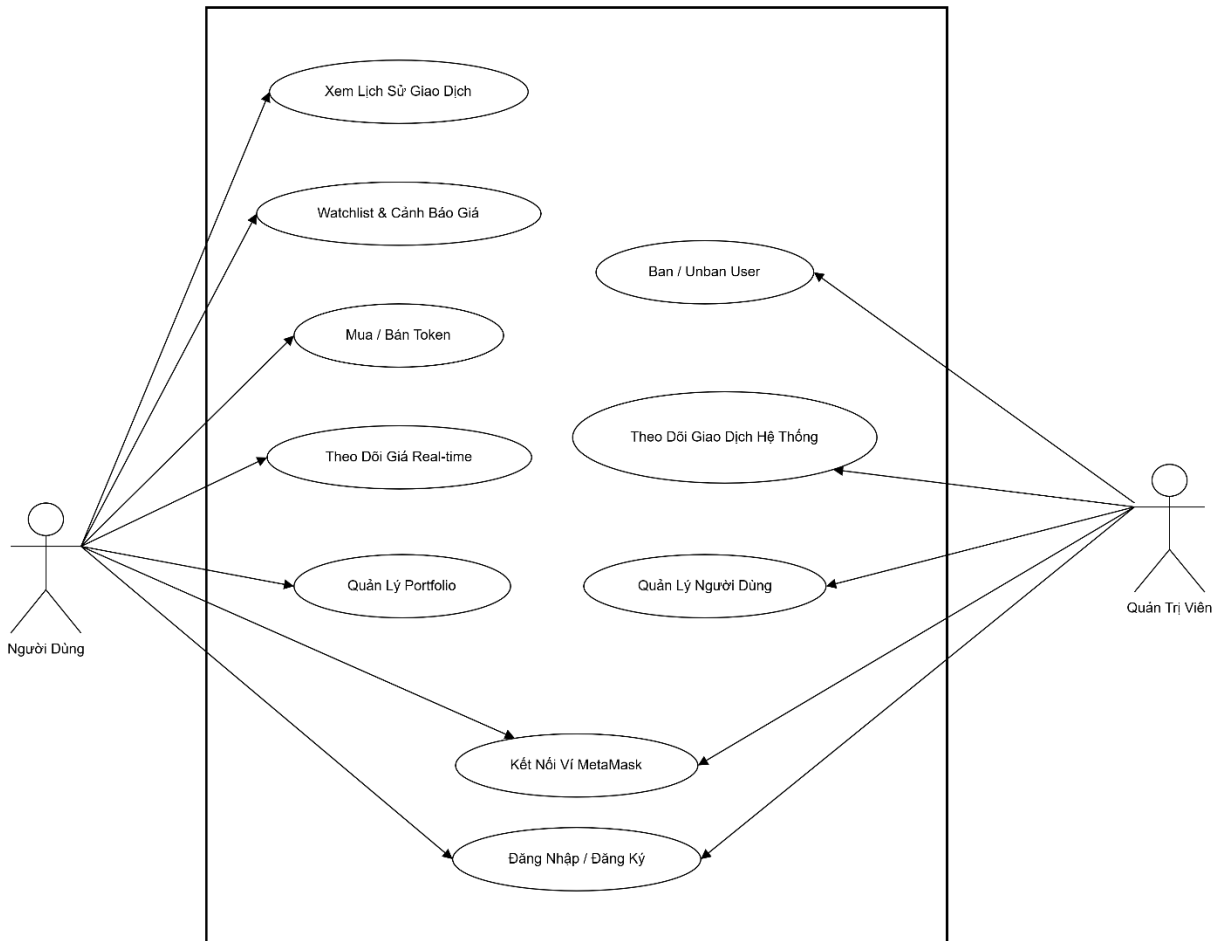 Xem Lịch Sử Giao Dịch
Watchlist & Cảnh Báo Giá
Ban / Unban User
Mua / Bán Token
Theo Dõi Giao Dịch Hệ Thống
Theo Dõi Giá Real-time
Quản Lý Portfolio
Quản Lý Người Dùng
Quản Trị Viên
Người Dùng
Kết Nối Ví MetaMask
Đăng Nhập / Đăng Ký